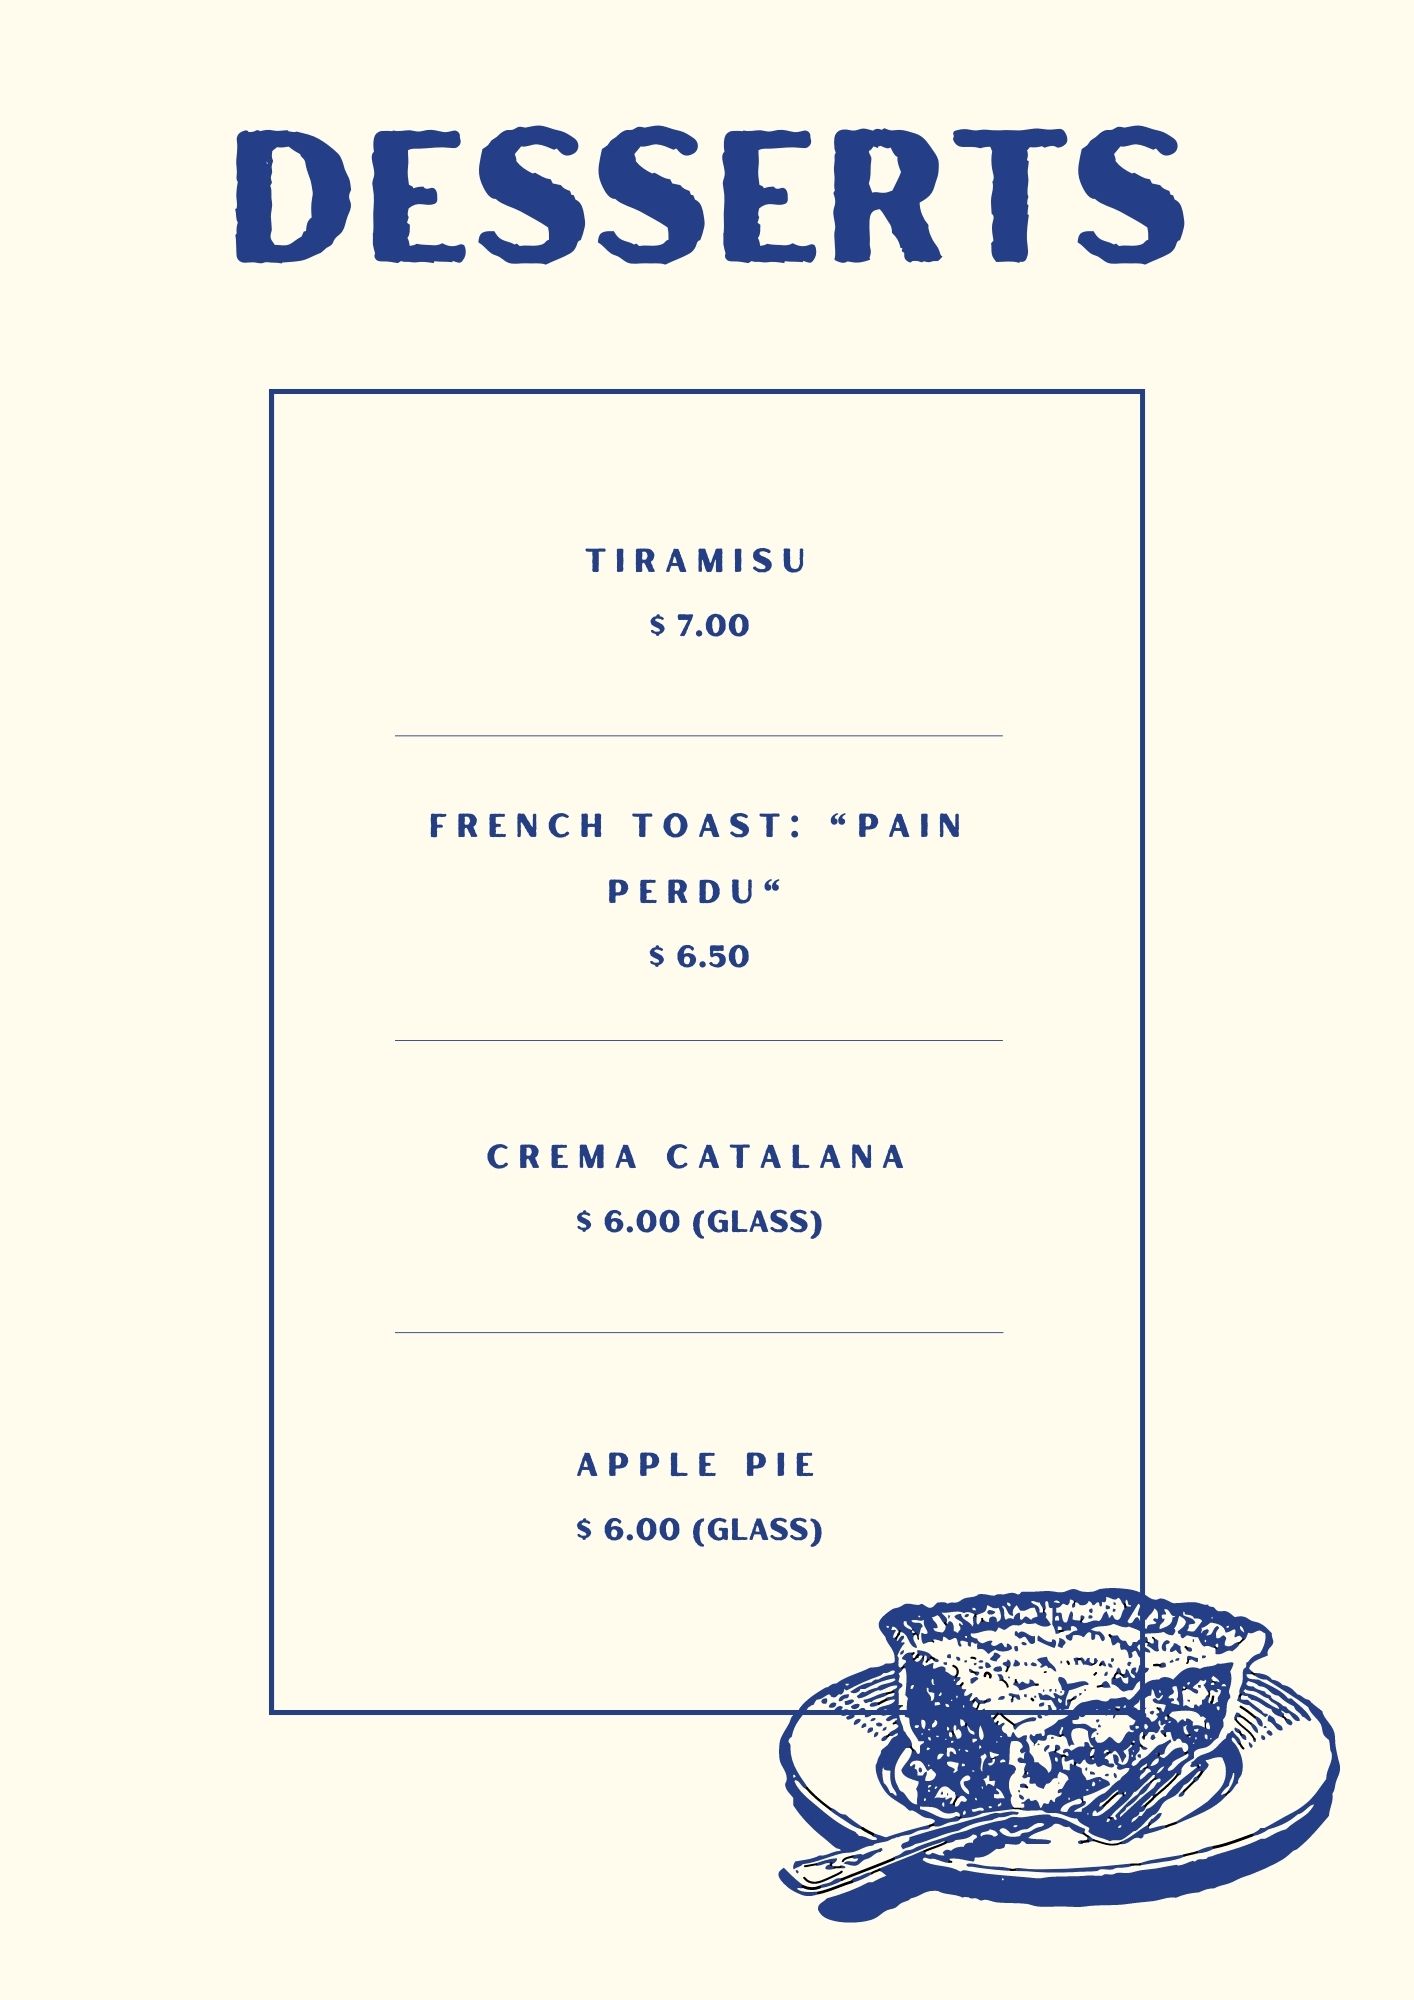 DESSERTS
TIRAMISU
$ 7.00
FRENCH TOAST: “PAIN
PERDU“
$ 6.50
CREMA CATALANA
$ 6.00 (GLASS)
APPLE PIE
$ 6.00 (GLASS)